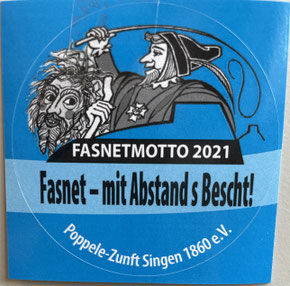 FASNETMOTTO 2021
Fasnet – mit Abstand s Bescht!
Poppele-Zunft Singen 1860 e.V.